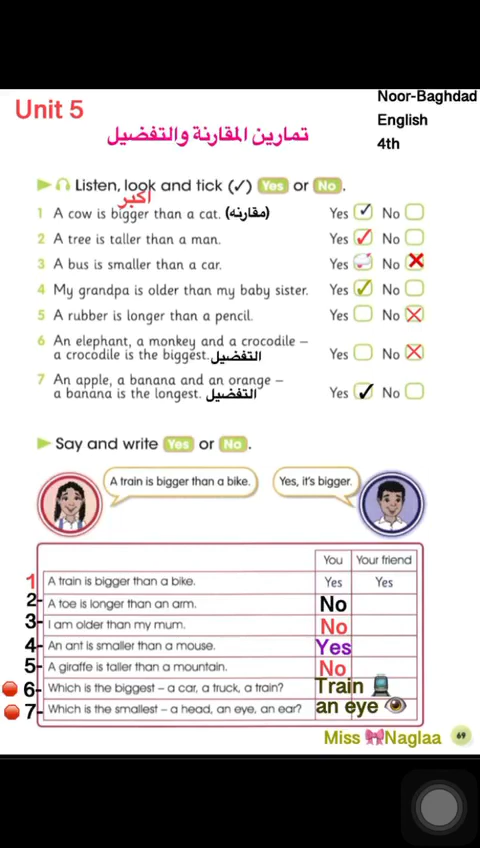 Noor-Baghdad
Unit 5
English
4th
تمارين المقارنة والتفضيل
Listen, look and tick (✓) Yes or No.
اكبر
1 A cow is bigger than a cat. (مقارنه) Yes ✓ No
2 A tree is taller than a man. Yes ✓ No
3 A bus is smaller than a car. Yes No ✗
4 My grandpa is older than my baby sister. Yes ✓ No
5 A rubber is longer than a pencil. Yes No ✗
6 An elephant, a monkey and a crocodile –
a crocodile is the biggest. التفضيل Yes No ✗
7 An apple, a banana and an orange –
a banana is the longest. التفضيل Yes ✓ No
Say and write Yes or No.
A train is bigger than a bike. Yes, it's bigger.
You Your friend
1 A train is bigger than a bike. Yes Yes
2- A toe is longer than an arm. No
3- I am older than my mum. No
4- An ant is smaller than a mouse. Yes
5- A giraffe is taller than a mountain. No
6- Which is the biggest – a car, a truck, a train? Train
7- Which is the smallest – a head, an eye, an ear? an eye
Miss Naglaa 69